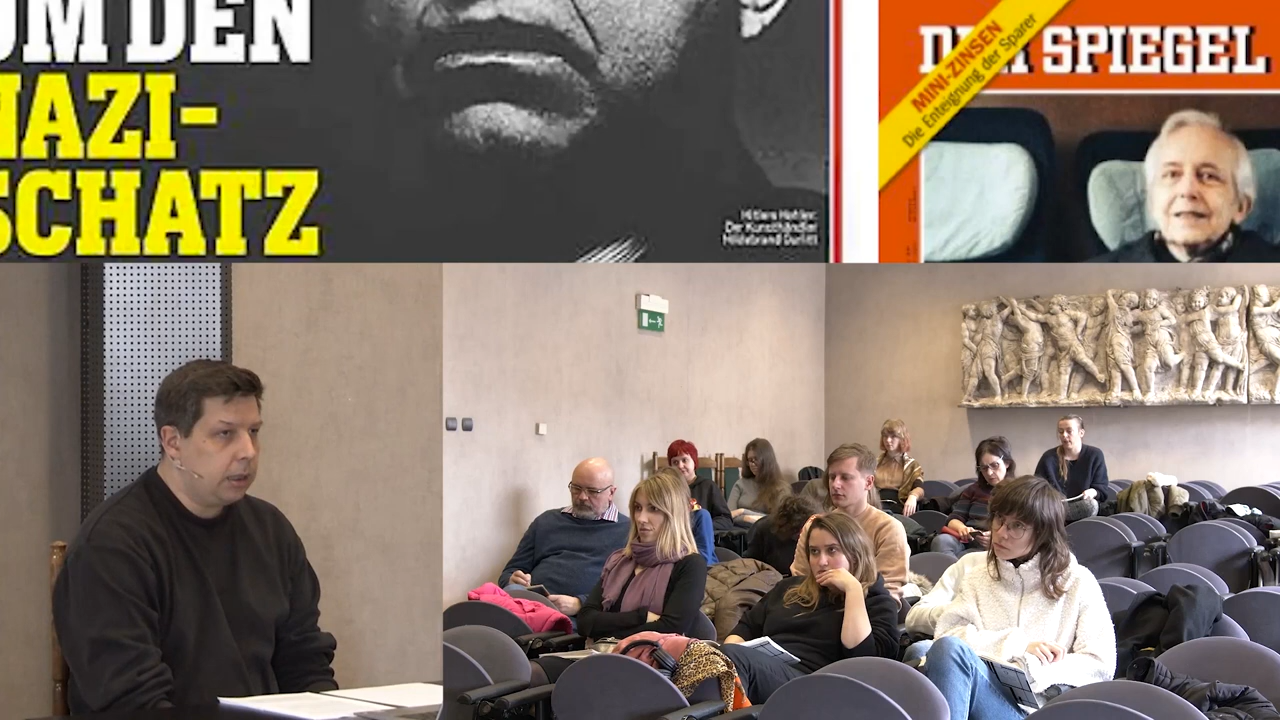 UM DEN
NAZI-
SCHATZ
Hitlers Hehler:
Der Kunsthändler
Hildebrand Gurlitt
DER SPIEGEL
MINI-ZINSEN
Die Enteignung der Sparer